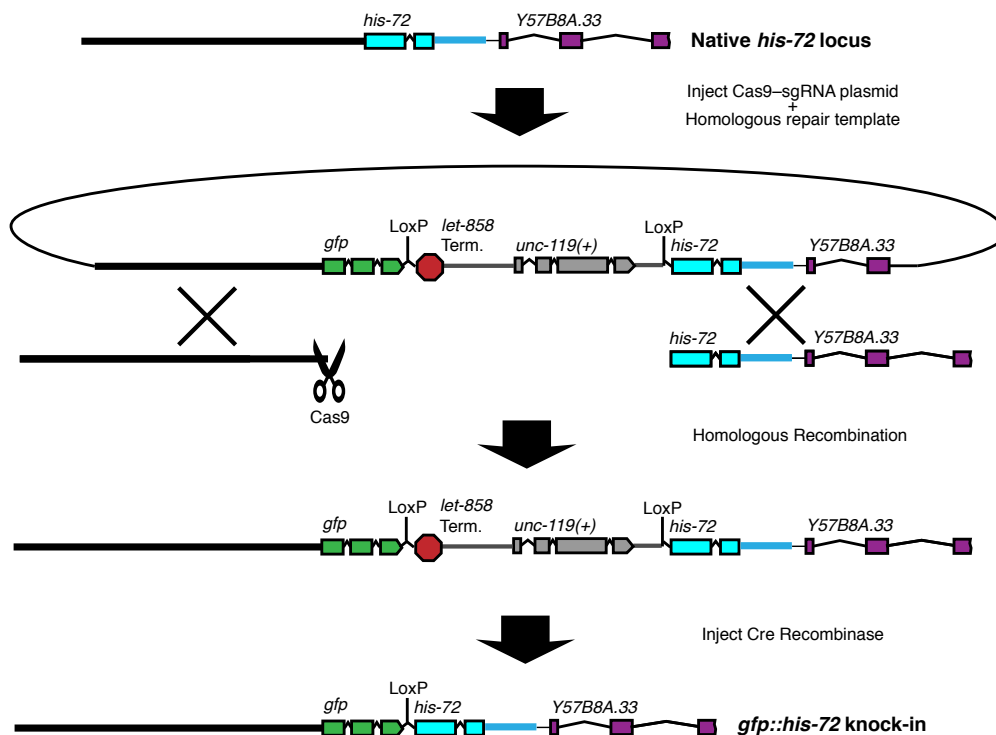 his-72
Y57B8A.33
Native his-72 locus
Inject Cas9–sgRNA plasmid
+
Homologous repair template
gfp
LoxP
let-858
Term.
unc-119(+)
LoxP
his-72
Y57B8A.33
his-72
Y57B8A.33
Cas9
Homologous Recombination
gfp
LoxP
let-858
Term.
unc-119(+)
LoxP
his-72
Y57B8A.33
Inject Cre Recombinase
gfp
LoxP
his-72
Y57B8A.33
gfp::his-72 knock-in